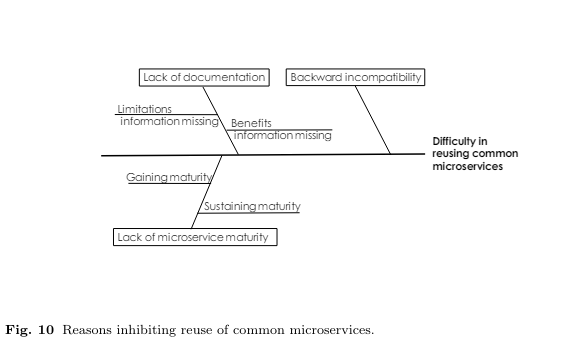 Lack of documentation
Backward incompatibility
Limitations
information missing
Benefits
information missing
Difficulty in
reusing common
microservices
Gaining maturity
Sustaining maturity
Lack of microservice maturity
Fig. 10 Reasons inhibiting reuse of common microservices.